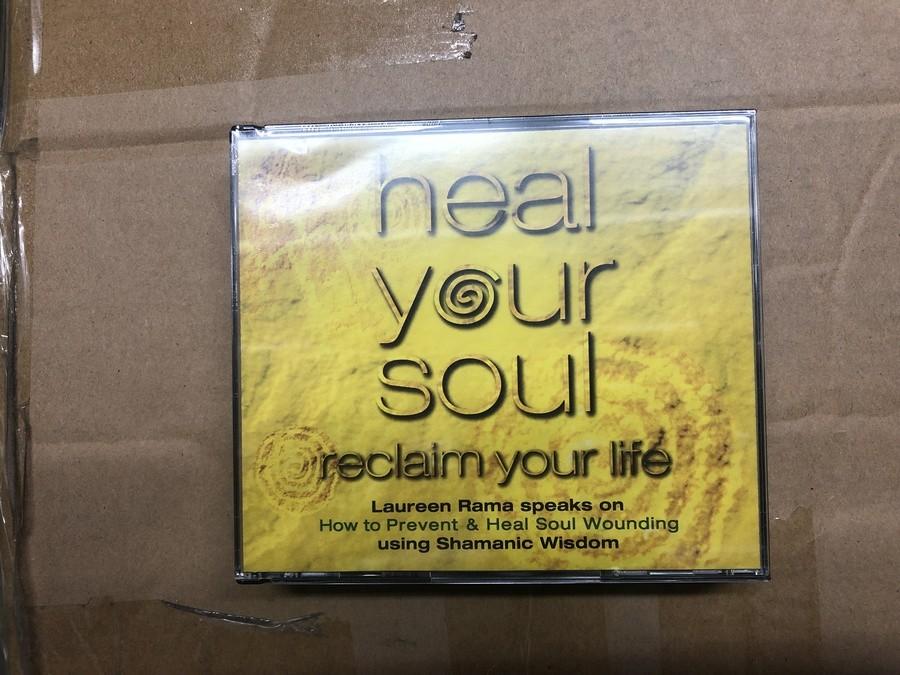 heal
your
soul
reclaim your life
Laureen Rama speaks on
How to Prevent & Heal Soul Wounding
using Shamanic Wisdom